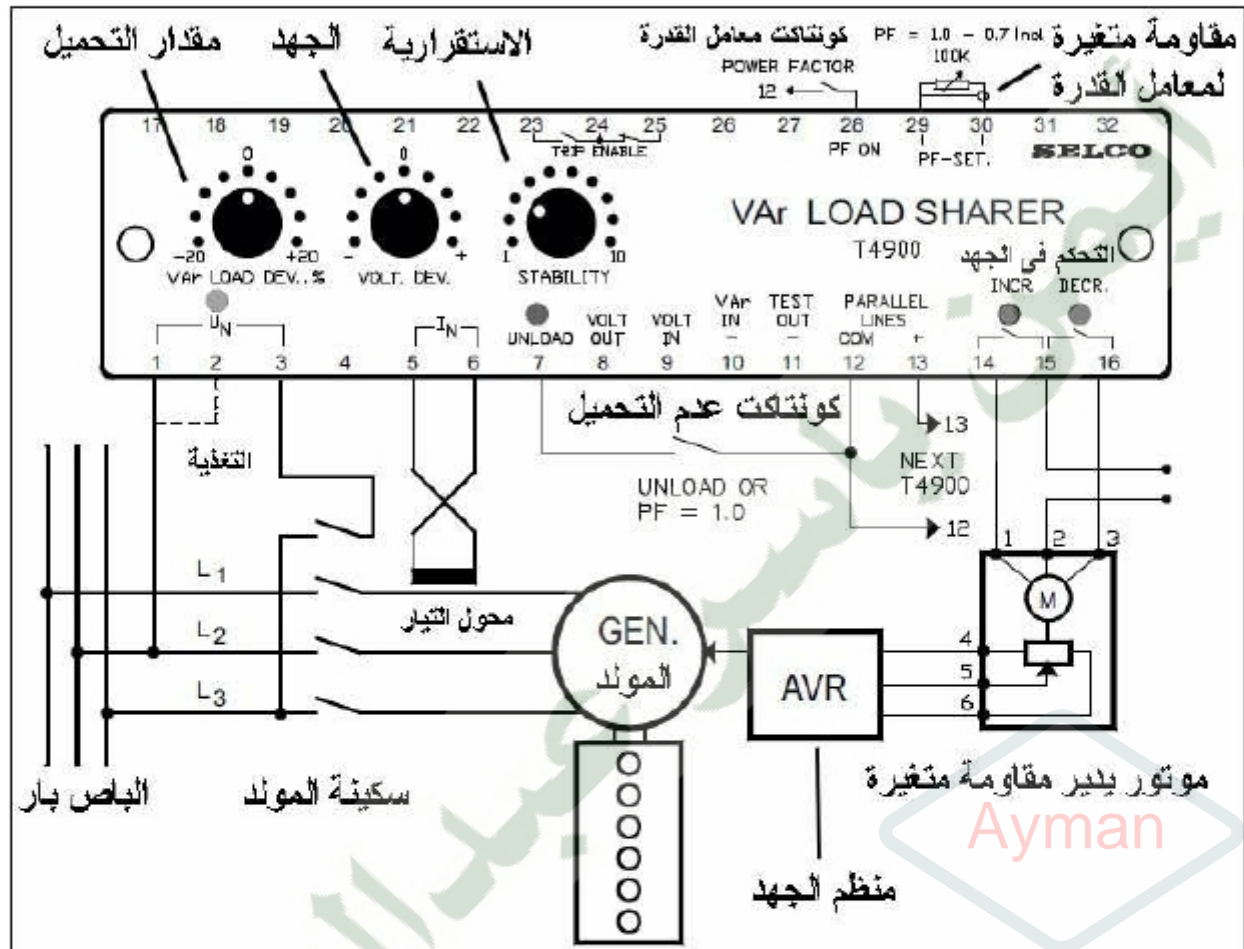 مقدار التحميل
الجهد
الاستقرارية
كونتاكت معامل القدرة
POWER FACTOR
12
PF = 1.0 - 0.7 Ind
100K
مقاومة متغيرة
لمعامل القدرة
17 18 19 20 21 22 23 24 25 26 27 28 29 30 31 32
TRIP ENABLE
PF ON
PF-SET.
SELCO
0
0
-20 +20
- +
1 10
VAr LOAD DEV..%
VOLT. DEV.
STABILITY
VAr LOAD SHARER
T4900
التحكم فى الجهد
INCR
DECR.
UN
IN
UNLOAD
VOLT OUT
VOLT IN
VAr IN
-
TEST OUT
-
PARALLEL LINES
COM +
1 2 3 4 5 6 7 8 9 10 11 12 13 14 15 16
كونتاكت عدم التحميل
التغذية
13
NEXT
T4900
12
UNLOAD OR
PF = 1.0
1 2 3
M
4
5
6
L1
L2
L3
محول التيار
GEN.
المولد
AVR
الباص بار
سكينة المولد
موتور يدير مقاومة متغيرة
منظم الجهد
Ayman